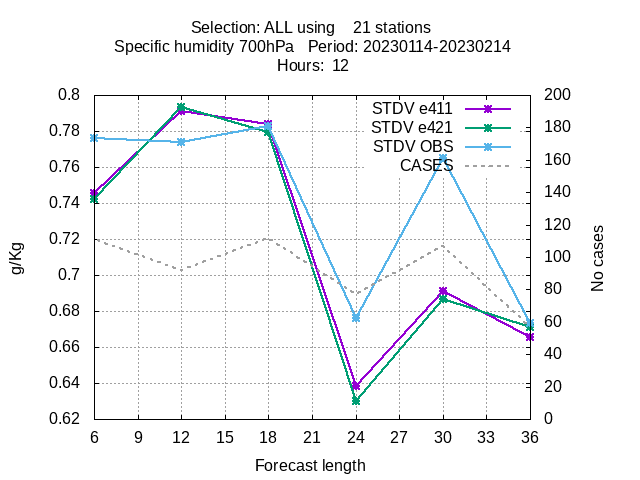 Selection: ALL using    21 stations
Specific humidity 700hPa   Period: 20230114-20230214
Hours:  12
STDV e411
STDV e421
STDV OBS
CASES
0.8
0.78
0.76
0.74
0.72
0.7
0.68
0.66
0.64
0.62
g/Kg
200
180
160
140
120
100
80
60
40
20
0
No cases
6 9 12 15 18 21 24 27 30 33 36
Forecast length